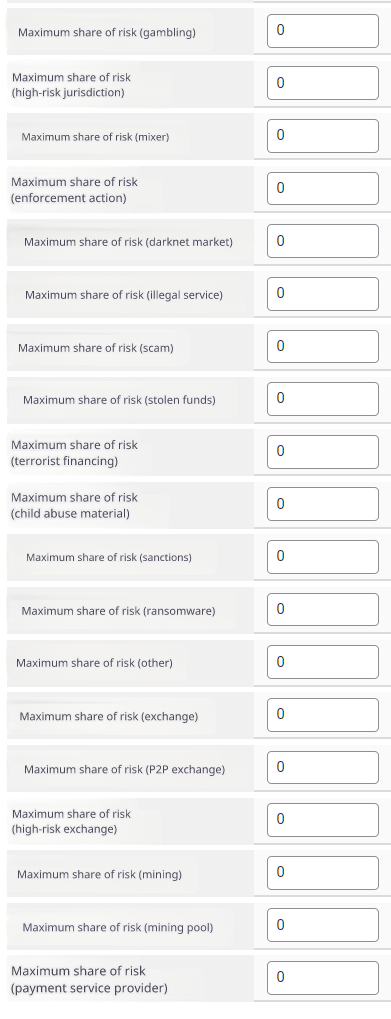 Maximum share of risk (gambling)
0
Maximum share of risk
(high-risk jurisdiction)
0
Maximum share of risk (mixer)
0
Maximum share of risk
(enforcement action)
0
Maximum share of risk (darknet market)
0
Maximum share of risk (illegal service)
0
Maximum share of risk (scam)
0
Maximum share of risk (stolen funds)
0
Maximum share of risk
(terrorist financing)
0
Maximum share of risk
(child abuse material)
0
Maximum share of risk (sanctions)
0
Maximum share of risk (ransomware)
0
Maximum share of risk (other)
0
Maximum share of risk (exchange)
0
Maximum share of risk (P2P exchange)
0
Maximum share of risk
(high-risk exchange)
0
Maximum share of risk (mining)
0
Maximum share of risk (mining pool)
0
Maximum share of risk
(payment service provider)
0